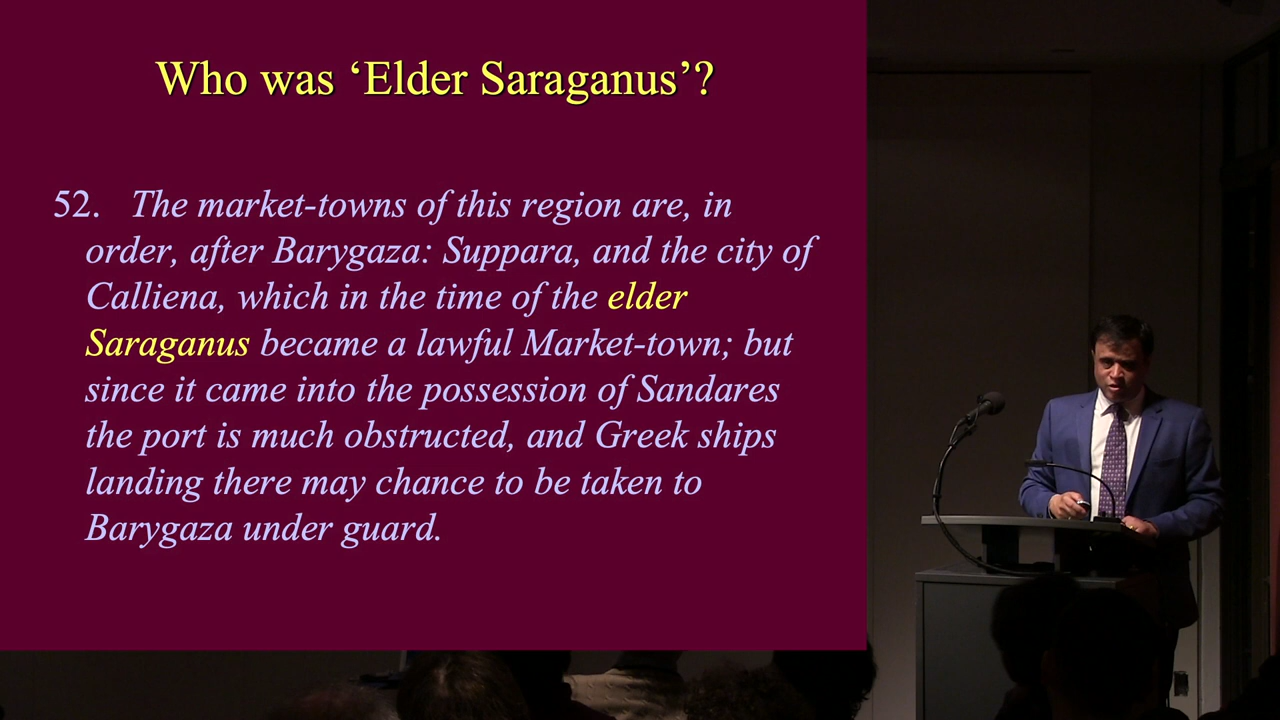 Who was ‘Elder Saraganus’?
52. The market-towns of this region are, in
order, after Barygaza: Suppara, and the city of
Calliena, which in the time of the elder
Saraganus became a lawful Market-town; but
since it came into the possession of Sandares
the port is much obstructed, and Greek ships
landing there may chance to be taken to
Barygaza under guard.